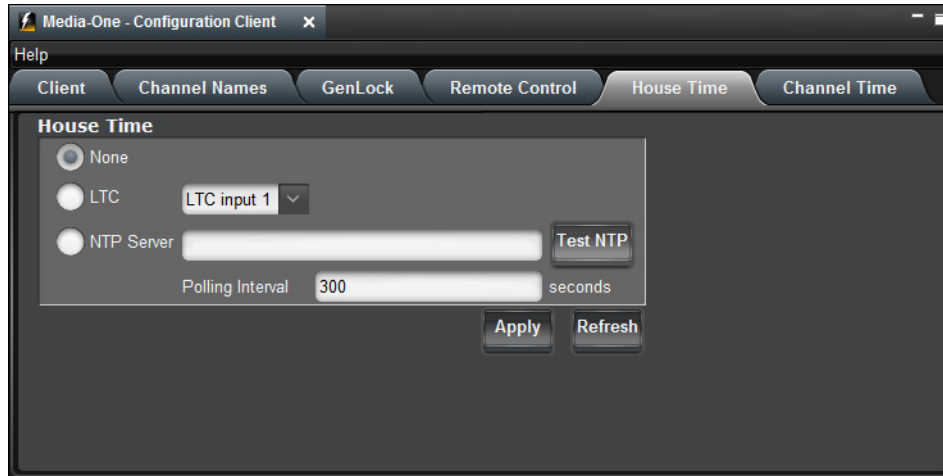 Media-One - Configuration Client
Help
Client Channel Names GenLock Remote Control House Time Channel Time
House Time
None
LTC LTC input 1
NTP Server Test NTP
Polling Interval 300 seconds
Apply Refresh